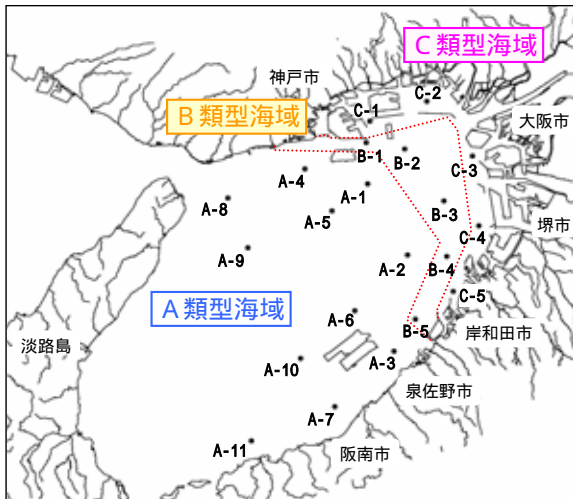 C類型海域
神戸市
C-2
B類型海域
C-1
大阪市
B-1
B-2
C-3
A-4
A-1
A-8
A-5
B-3
堺市
C-4
A-9
A-2
B-4
C-5
A類型海域
A-6
B-5
岸和田市
淡路島
A-3
A-10
泉佐野市
A-7
阪南市
A-11